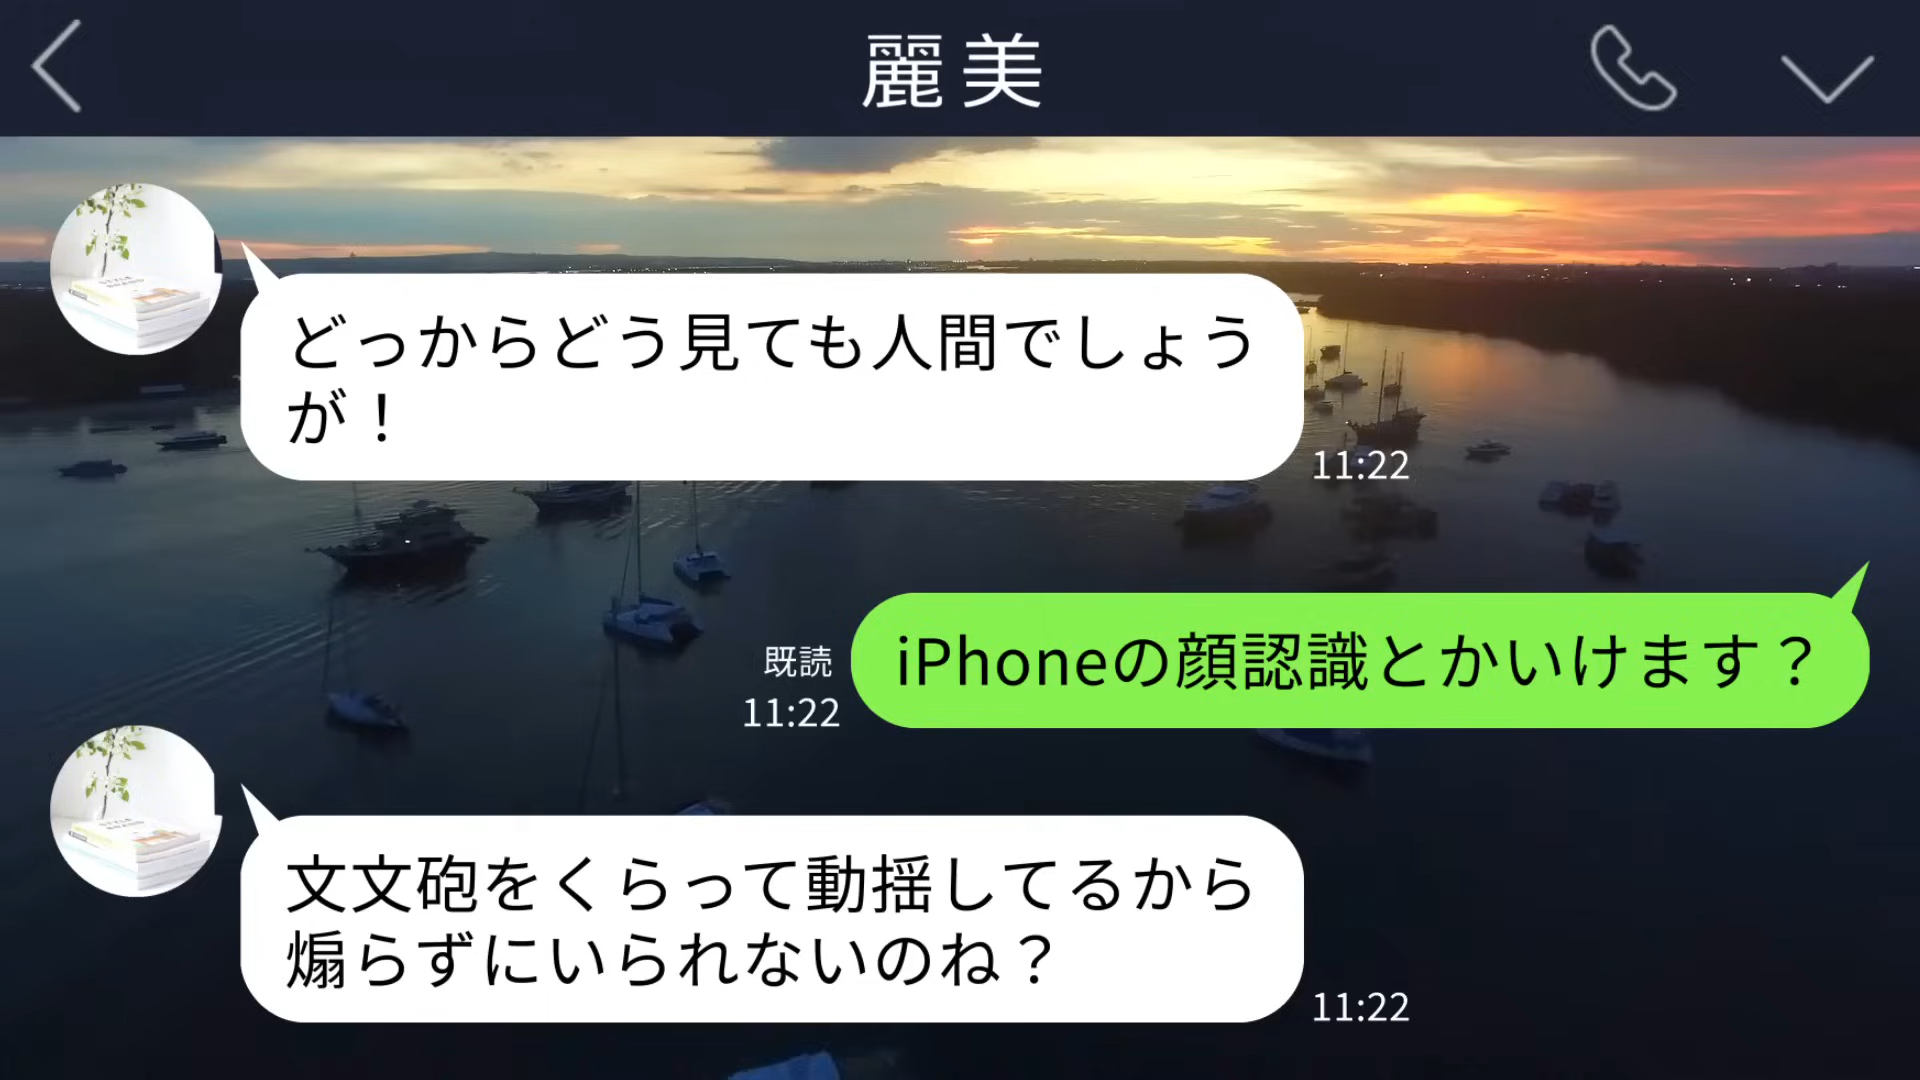 麗美
どっからどう見ても人間でしょう
が！
11:22
iPhoneの顔認識とかいけます？
既読
11:22
文文砲をくらって動揺してるから
煽らずにいられないのね？
11:22